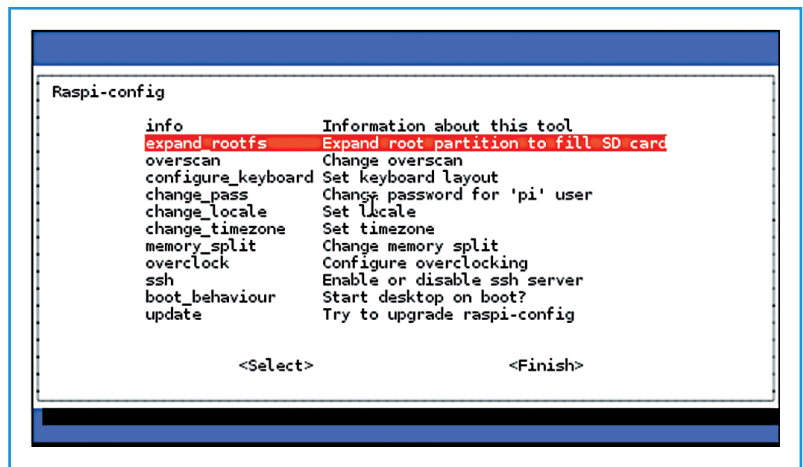 Raspi-config
info Information about this tool
expand_rootfs Expand root partition to fill SD card
overscan Change overscan
configure_keyboard Set keyboard layout
change_pass Change password for 'pi' user
change_locale Set locale
change_timezone Set timezone
memory_split Change memory split
overclock Configure overclocking
ssh Enable or disable ssh server
boot_behaviour Start desktop on boot?
update Try to upgrade raspi-config
<Select> <Finish>